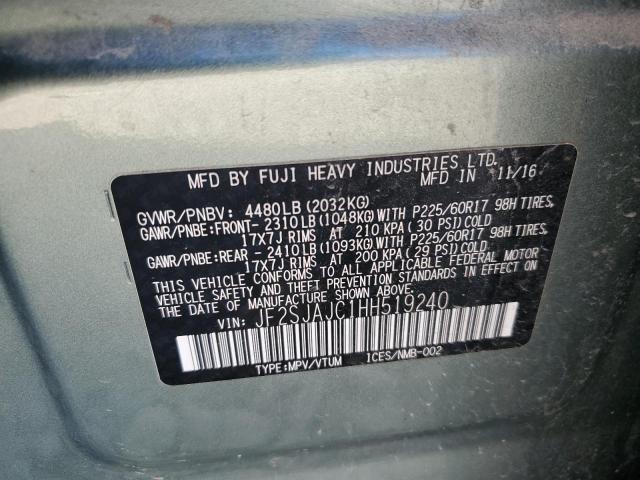 MFD BY FUJI HEAVY INDUSTRIES LTD.
MFD IN 11/16
GVWR/PNBV: 4480LB(2032KG)
GAWR/PNBE:FRONT- 2310LB(1048KG)WITH P225/60R17 98H TIRES,
17X7J RIMS AT 210 KPA(30 PSI)COLD
GAWR/PNBE:REAR - 2410LB(1093KG)WITH P225/60R17 98H TIRES,
17X7J RIMS AT 200 KPA(29 PSI)COLD
THIS VEHICLE CONFORMS TO ALL APPLICABLE FEDERAL MOTOR
VEHICLE SAFETY AND THEFT PREVENTION STANDARDS IN EFFECT ON
THE DATE OF MANUFACTURE SHOWN ABOVE.
VIN: JF2SJAJC1HH519240
TYPE:MPV/VTUM ICES/NMB-002